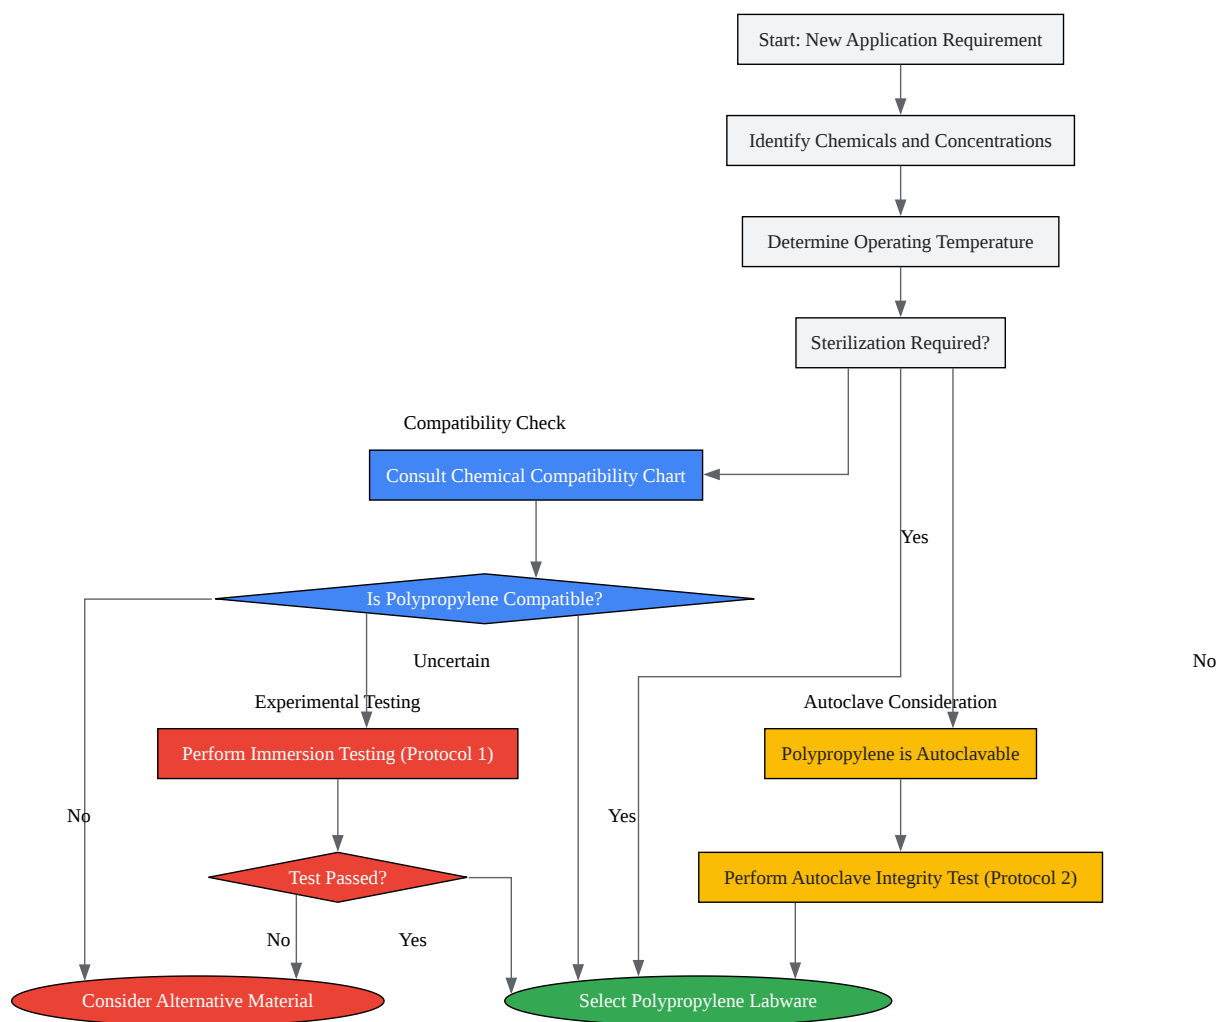 Start: New Application Requirement
Identify Chemicals and Concentrations
Determine Operating Temperature
Sterilization Required?
Compatibility Check
Consult Chemical Compatibility Chart
Yes
Is Polypropylene Compatible?
Uncertain
No
Experimental Testing
Autoclave Consideration
Perform Immersion Testing (Protocol 1)
Polypropylene is Autoclavable
No
Yes
Test Passed?
Perform Autoclave Integrity Test (Protocol 2)
No
Yes
Consider Alternative Material
Select Polypropylene Labware